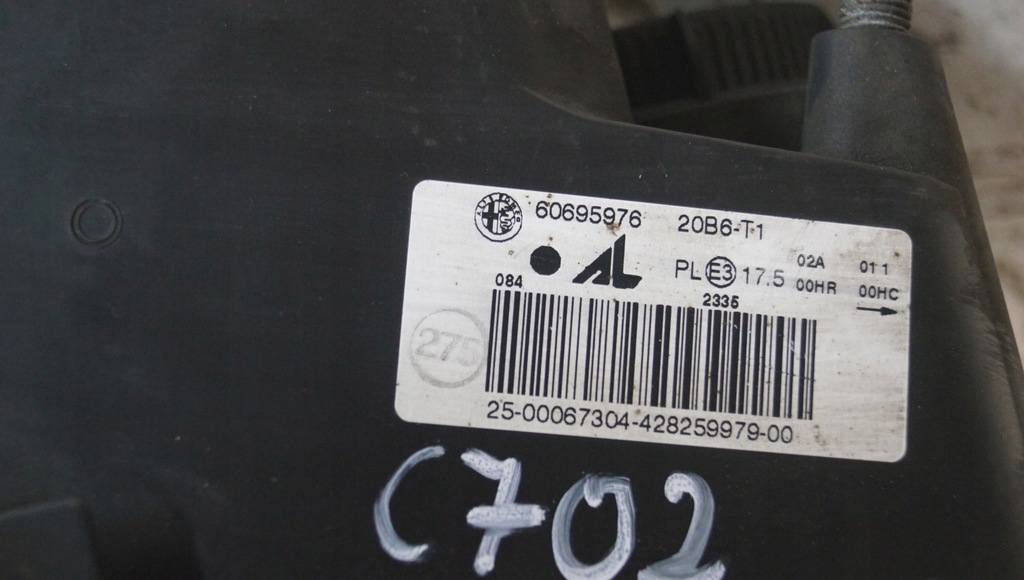 60695976 20B6-T1
AL PL E3 17.5 02A 011
00HR 00HC
084 2335
275
25-00067304-428259979-00
C702